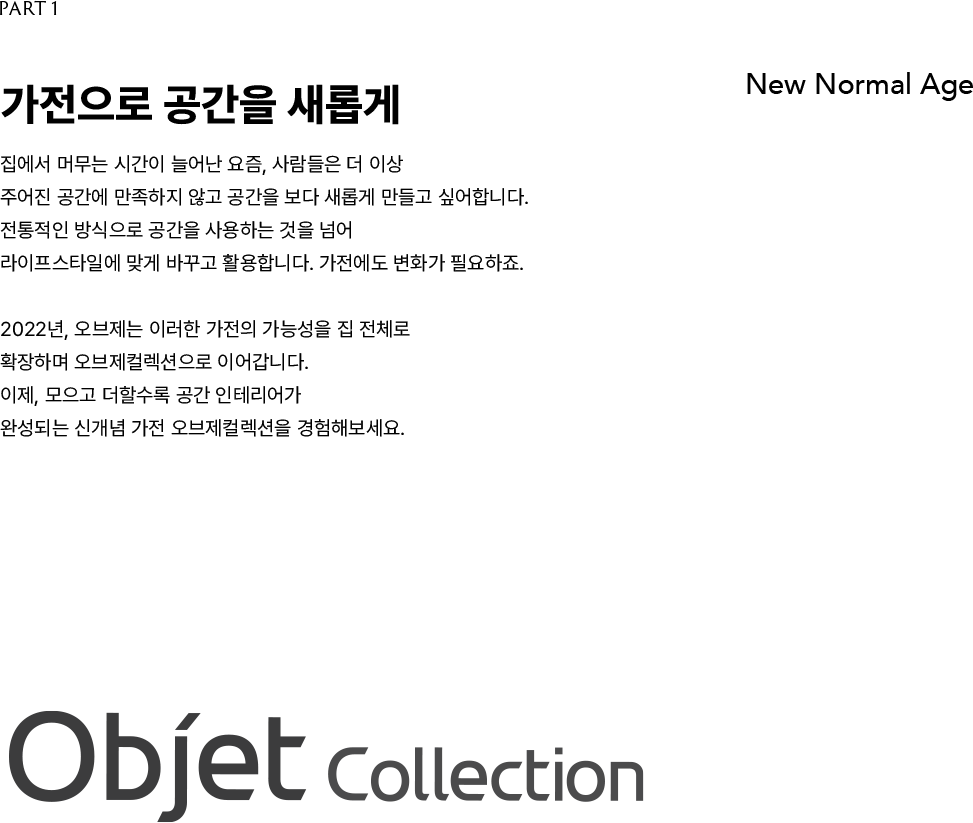 PART 1
New Normal Age
가전으로 공간을 새롭게
집에서 머무는 시간이 늘어난 요즘, 사람들은 더 이상
주어진 공간에 만족하지 않고 공간을 보다 새롭게 만들고 싶어합니다.
전통적인 방식으로 공간을 사용하는 것을 넘어
라이프스타일에 맞게 바꾸고 활용합니다. 가전에도 변화가 필요하죠.
2022년, 오브제는 이러한 가전의 가능성을 집 전체로
확장하며 오브제컬렉션으로 이어갑니다.
이제, 모으고 더할수록 공간 인테리어가
완성되는 신개념 가전 오브제컬렉션을 경험해보세요.
Objet Collection